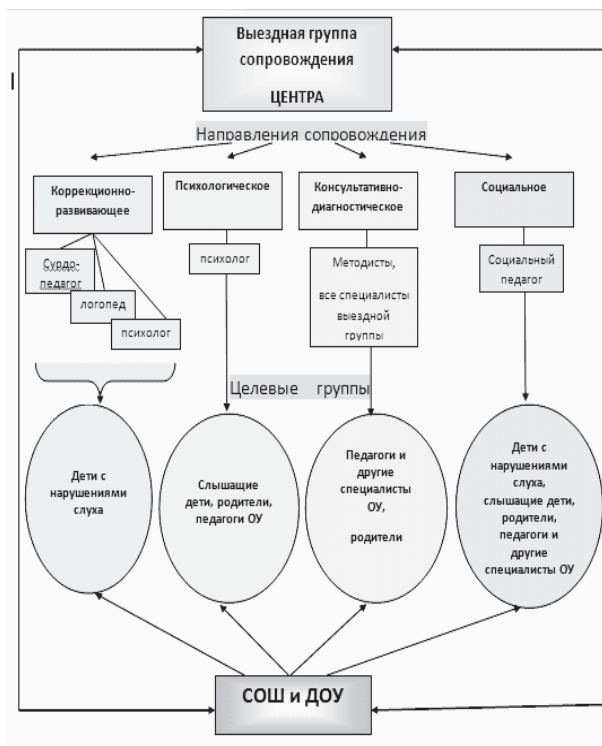 Выездная группа
сопровождения
ЦЕНТРА
Направления сопровождения
Коррекционно-
развивающее
Психологическое
Консультативно-
диагностическое
Социальное
Сурдо-
педагог
логопед
психолог
психолог
Методисты,
все специалисты
выездной
группы
Социальный
педагог
Целевые группы
Дети с
нарушениями
слуха
Слышащие
дети, родители,
педагоги ОУ
Педагоги и
другие
специалисты
ОУ,
родители
Дети с
нарушениями
слуха,
слышащие дети,
родители,
педагоги и
другие
специалисты ОУ
СОШ и ДОУ